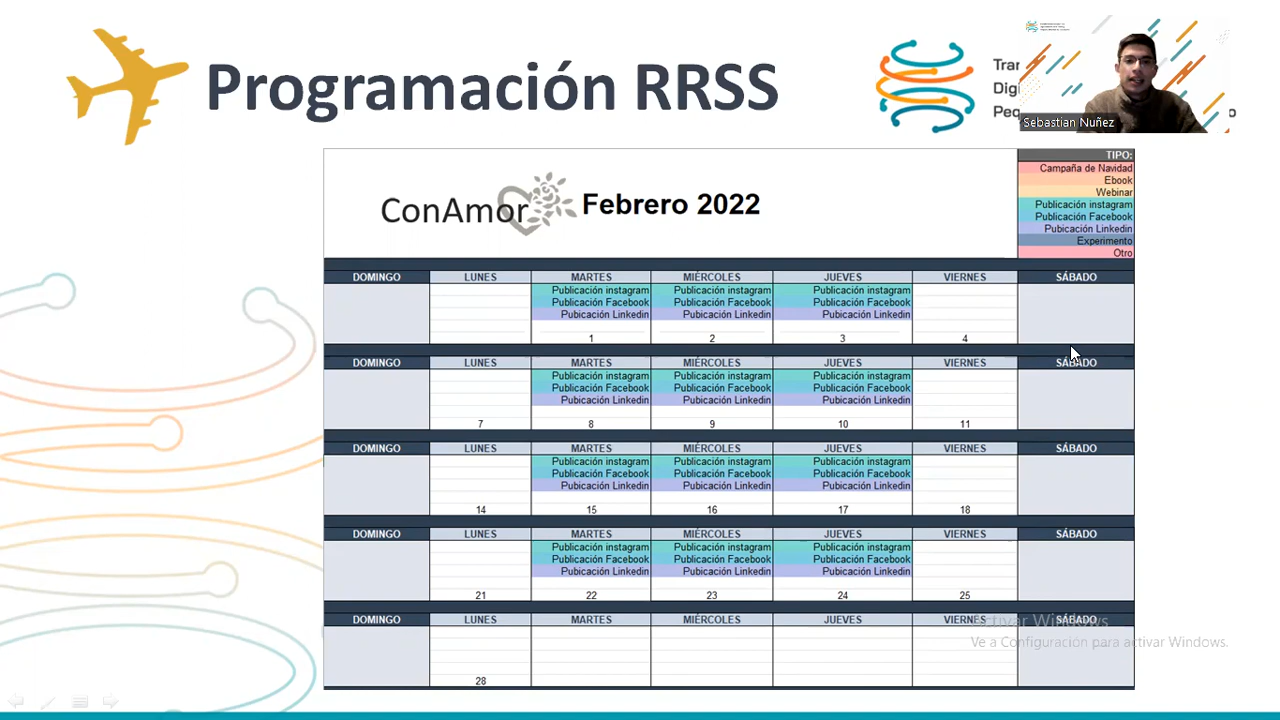 Programación RRSS
Tran
Digi
Pequ
o
Sebastian Nuñez
ConAmor
Febrero 2022
TIPO:
Campaña de Navidad
Ebook
Webinar
Publicación instagram
Publicación Facebook
Pubicación Linkedin
Experimento
Otro
DOMINGO LUNES MARTES MIÉRCOLES JUEVES VIERNES SÁBADO
Publicación instagram Publicación instagram Publicación instagram
Publicación Facebook Publicación Facebook Publicación Facebook
Pubicación Linkedin Pubicación Linkedin Pubicación Linkedin
1 2 3 4
DOMINGO LUNES MARTES MIÉRCOLES JUEVES VIERNES SÁBADO
Publicación instagram Publicación instagram Publicación instagram
Publicación Facebook Publicación Facebook Publicación Facebook
Pubicación Linkedin Pubicación Linkedin Pubicación Linkedin
7 8 9 10 11
DOMINGO LUNES MARTES MIÉRCOLES JUEVES VIERNES SÁBADO
Publicación instagram Publicación instagram Publicación instagram
Publicación Facebook Publicación Facebook Publicación Facebook
Pubicación Linkedin Pubicación Linkedin Pubicación Linkedin
14 15 16 17 18
DOMINGO LUNES MARTES MIÉRCOLES JUEVES VIERNES SÁBADO
Publicación instagram Publicación instagram Publicación instagram
Publicación Facebook Publicación Facebook Publicación Facebook
Pubicación Linkedin Pubicación Linkedin Pubicación Linkedin
21 22 23 24 25
DOMINGO LUNES MARTES MIÉRCOLES JUEVES VIERNES SÁBADO
28
Activar Windows
Ve a Configuración para activar Windows.